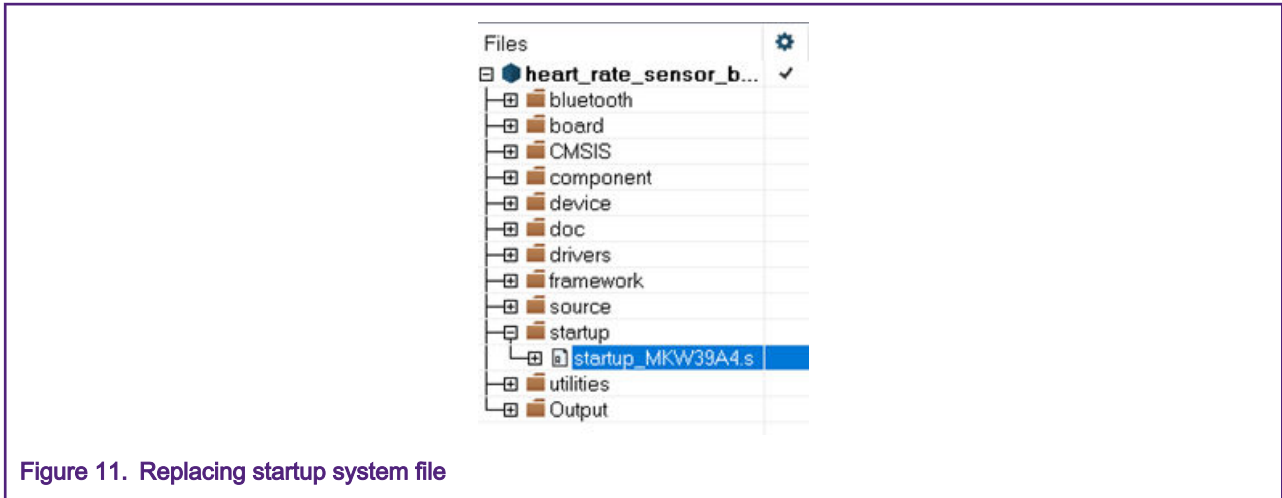 Files
heart_rate_sensor_b...
bluetooth
board
CMSIS
component
device
doc
drivers
framework
source
startup
startup_MKW39A4.s
utilities
Output
Figure 11. Replacing startup system file